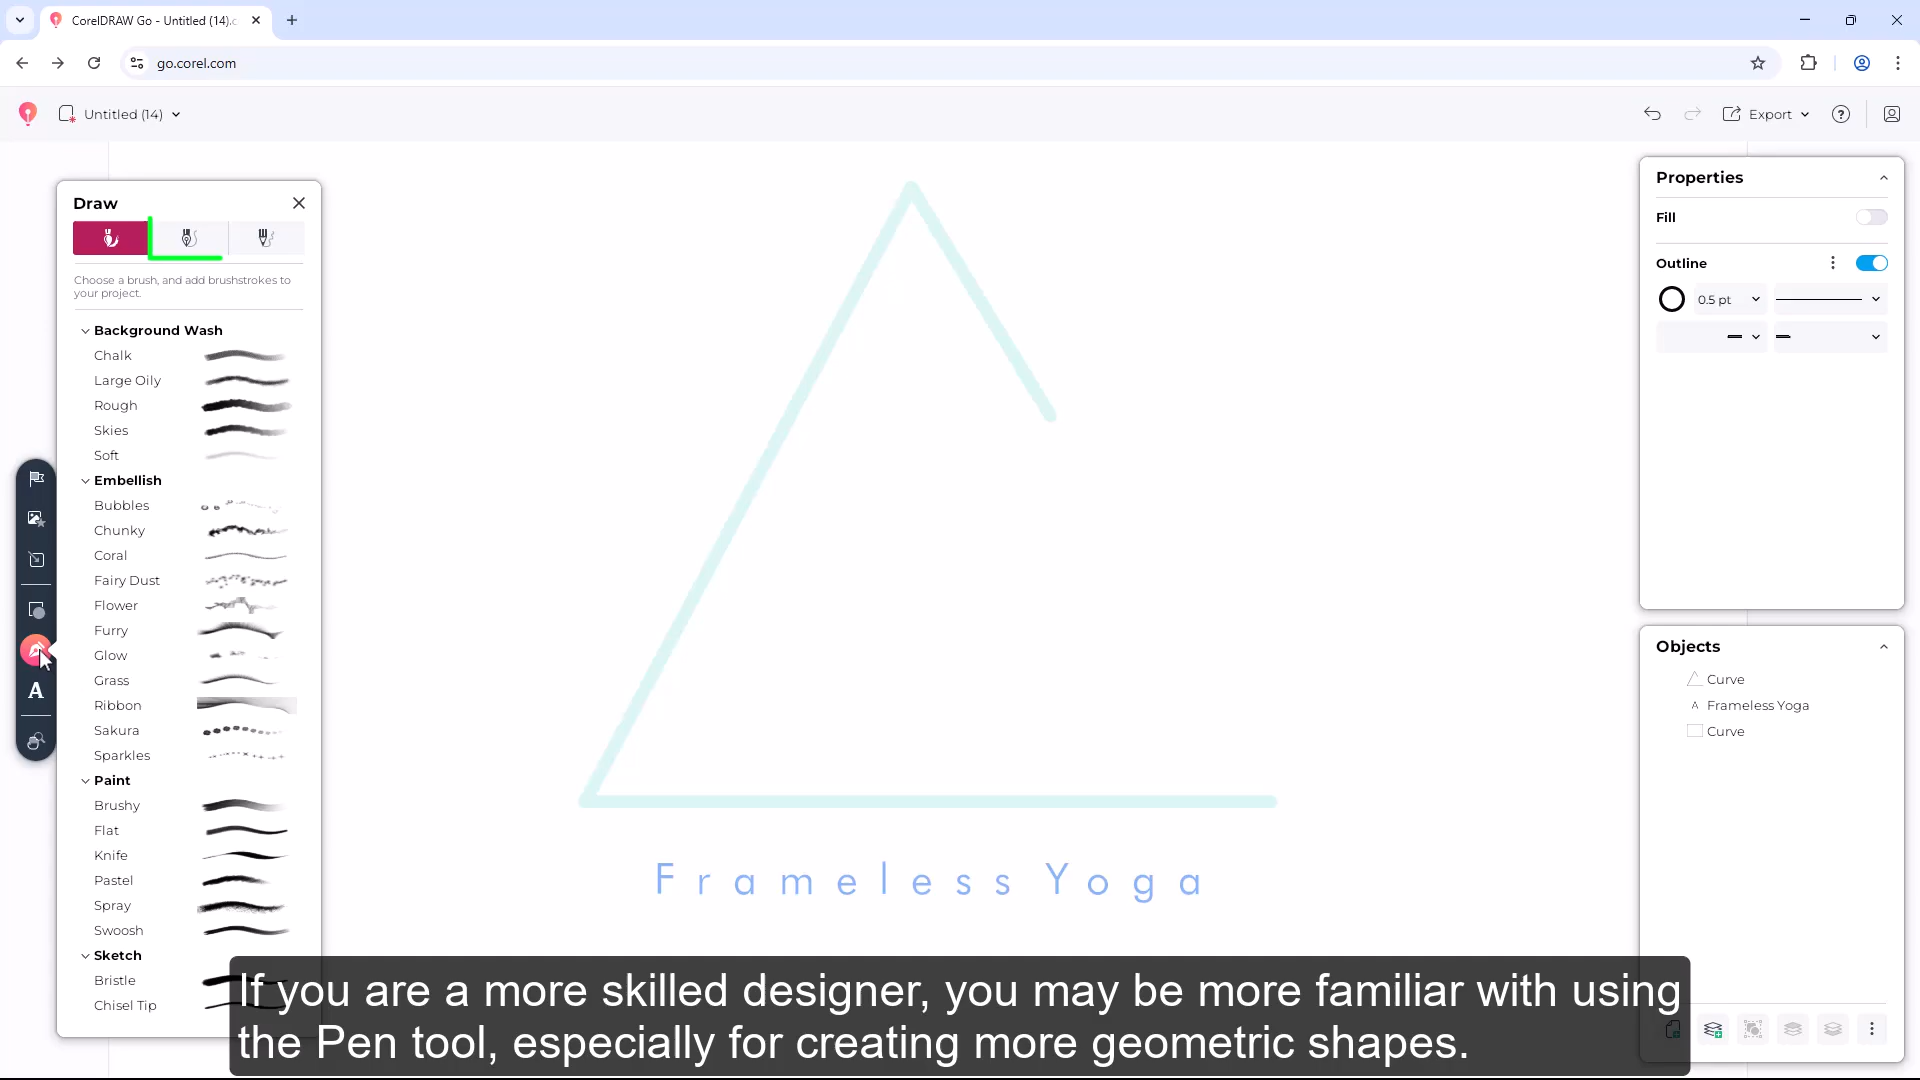 CorelDRAW Go - Untitled (14).c
go.corel.com
Untitled (14)
Export
Draw
Choose a brush, and add brushstrokes to
your project.
Background Wash
Chalk
Large Oily
Rough
Skies
Soft
Embellish
Bubbles
Chunky
Coral
Fairy Dust
Flower
Furry
Glow
Grass
Ribbon
Sakura
Sparkles
Paint
Brushy
Flat
Knife
Pastel
Spray
Swoosh
Sketch
Bristle
Chisel Tip
A
Frameless Yoga
Properties
Fill
Outline
0.5 pt
Objects
Curve
A Frameless Yoga
Curve
If you are a more skilled designer, you may be more familiar with using
the Pen tool, especially for creating more geometric shapes.